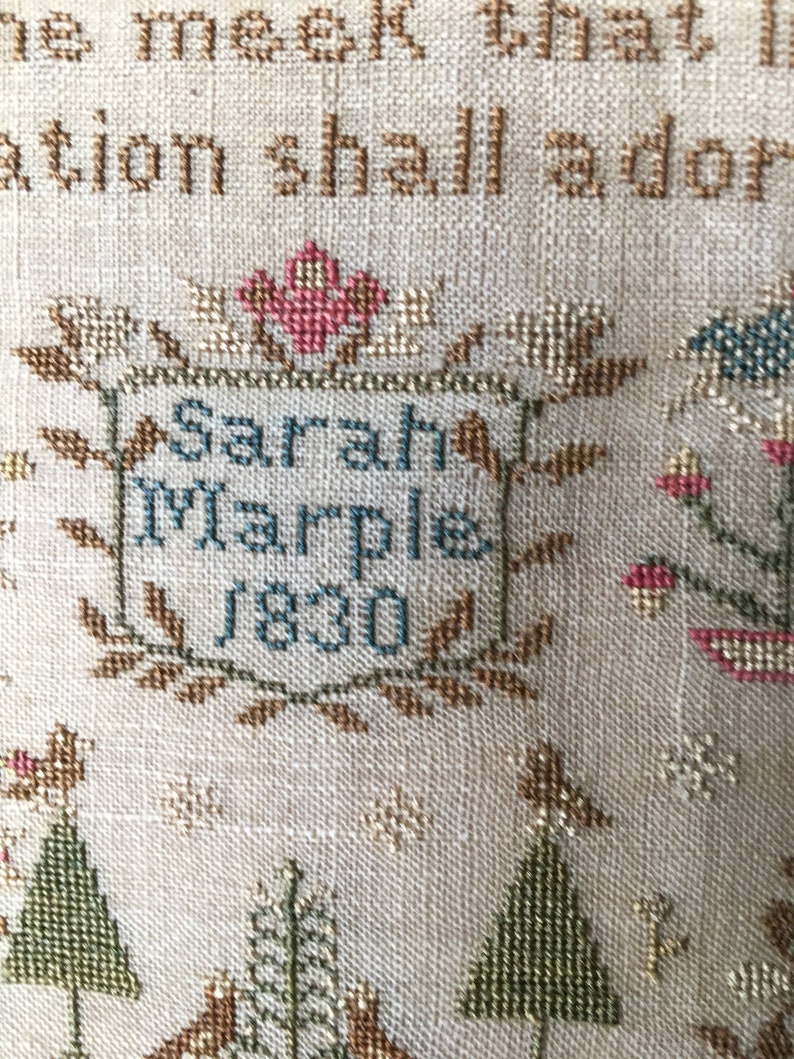 he meek that
ation shall ador
Sarah
Marple
1830